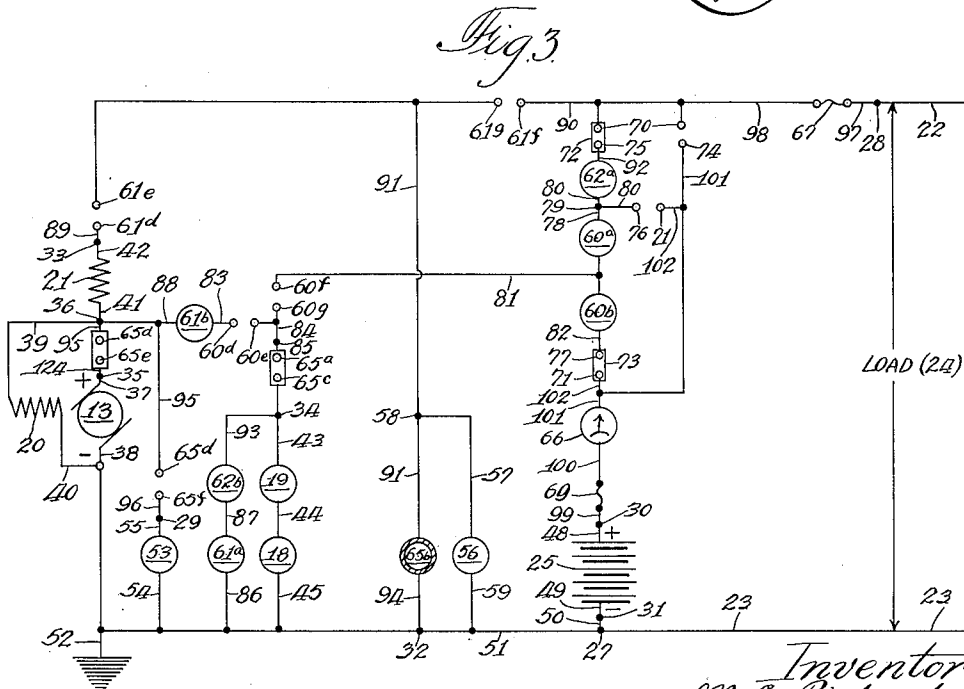 Fig.3.
619 61f 90 70 98 67 97 28 22
72 75 74
92
91 62a 101
61e 80 80
89 61d 79
33 42 78 76 21 102
21 60a
41 60f 81
36 88 83 609
39 95 65d 61b 60d 60e 84 60b
65e 85 82
124 35 65a 77 73
+ 37 65c 71
13 102
95 34 58 101 LOAD (24)
20 93 43 66
- 38 65d 91 57 100
40 62b 19
96 65f 87 44 69
55 29 99 30
48 +
53 61a 18 65b 56 25
54 86 45 94 59 49 - 31
50
52 32 51 27 23 23
Inventor